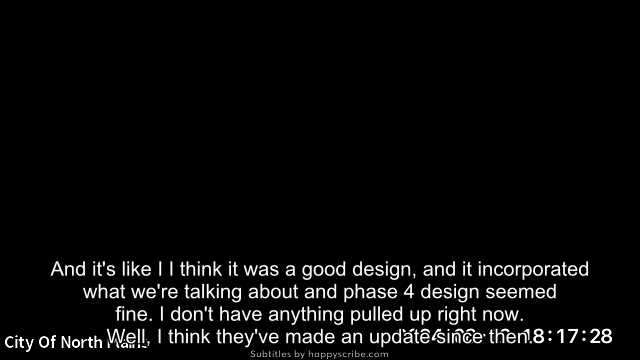 And it's like I I think it was a good design, and it incorporated
what we're talking about and phase 4 design seemed
fine. I don't have anything pulled up right now.
Well, I think they've made an update since then.
City Of North
18:17:28
Subtitles by happyscribe.com